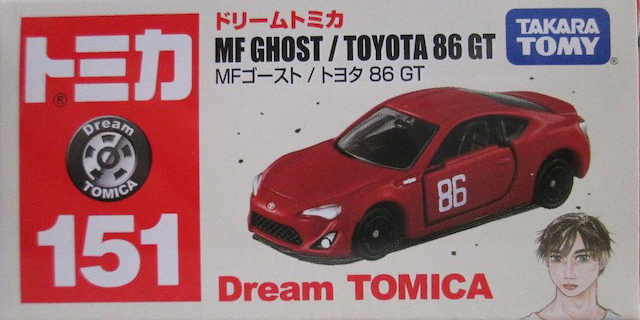 トミカ
®
Dream
TOMICA
151
ドリームトミカ
MF GHOST / TOYOTA 86 GT
MFゴースト / トヨタ 86 GT
TAKARA
TOMY
®
86
Dream TOMICA